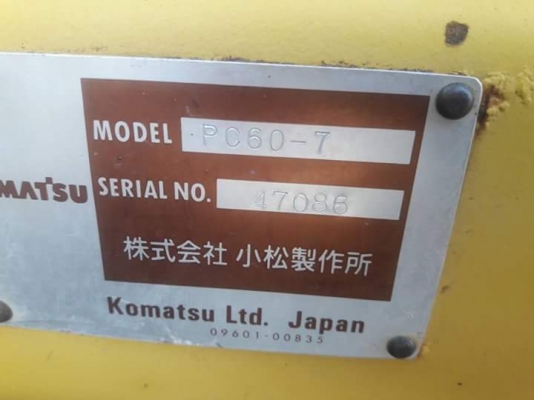 MODEL PC60-7
MATSU
SERIAL NO. 47086
株式会社 小松製作所
Komatsu Ltd. Japan
09601-00835